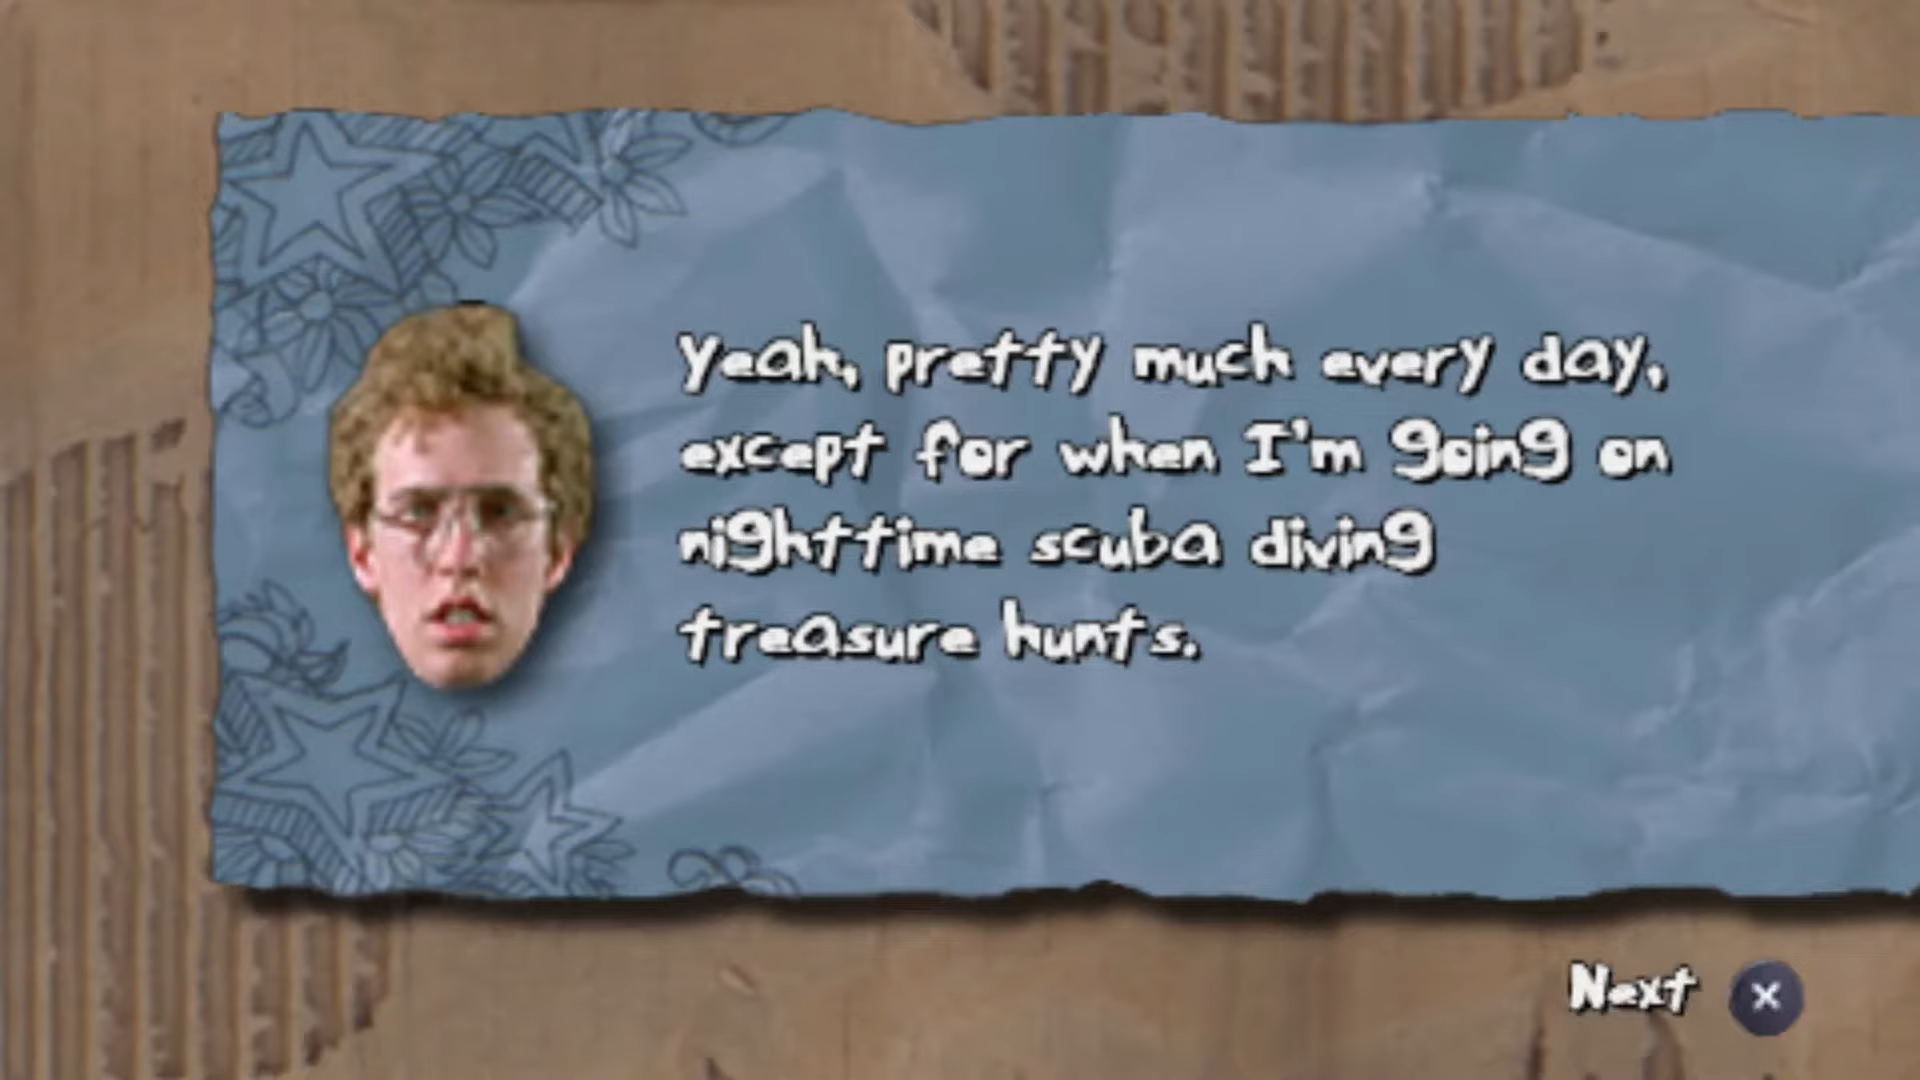 Yeah, pretty much every day,
except for when I'm going on
nighttime scuba diving
treasure hunts.
Next X